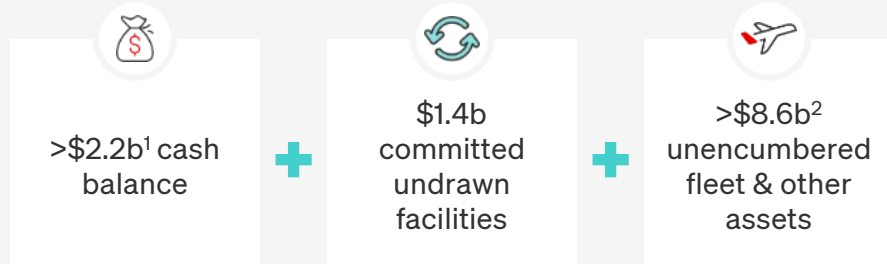 $
>$2.2b¹ cash
balance
$1.4b
committed
undrawn
facilities
>$8.6b²
unencumbered
fleet & other
assets